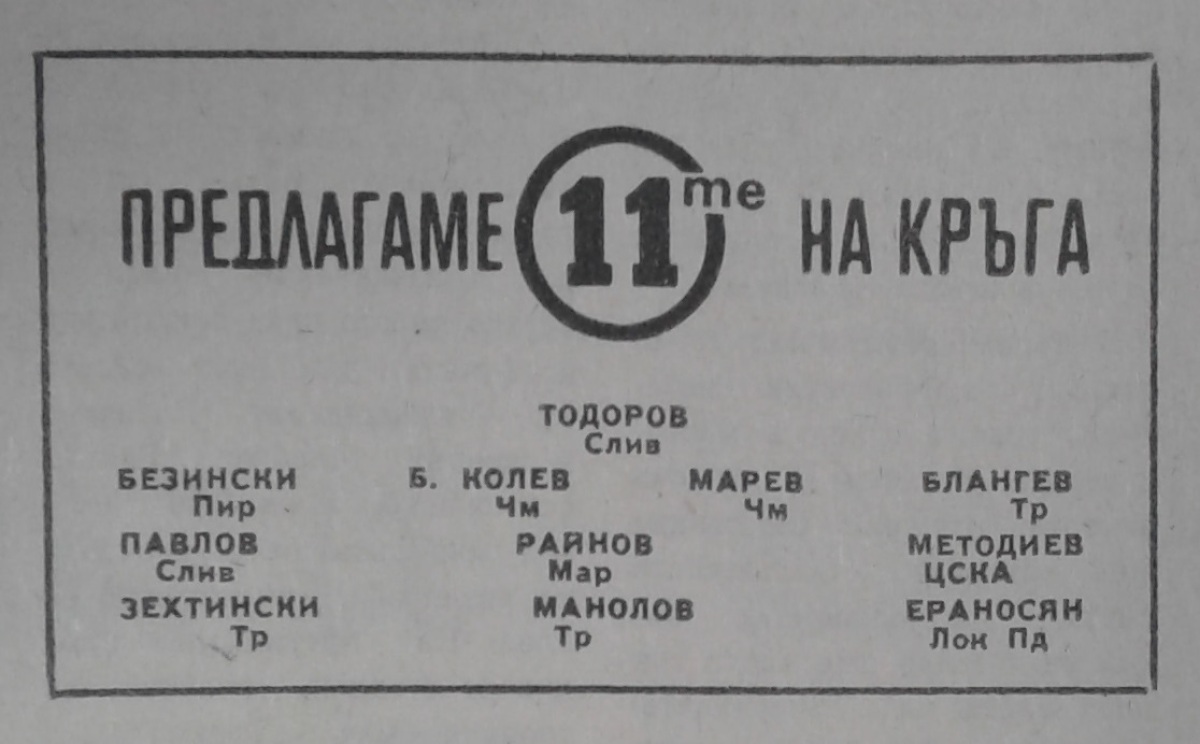 ПРЕДЛАГАМЕ 11те НА КРЪГА
ТОДОРОВ
Слив
БЕЗИНСКИ Б. КОЛЕВ МАРЕВ БЛАНГЕВ
Пир Чм Чм Тр
ПАВЛОВ РАЙНОВ МЕТОДИЕВ
Слив Мар ЦСКА
ЗЕХТИНСКИ МАНОЛОВ ЕРАНОСЯН
Тр Тр Лок Пд